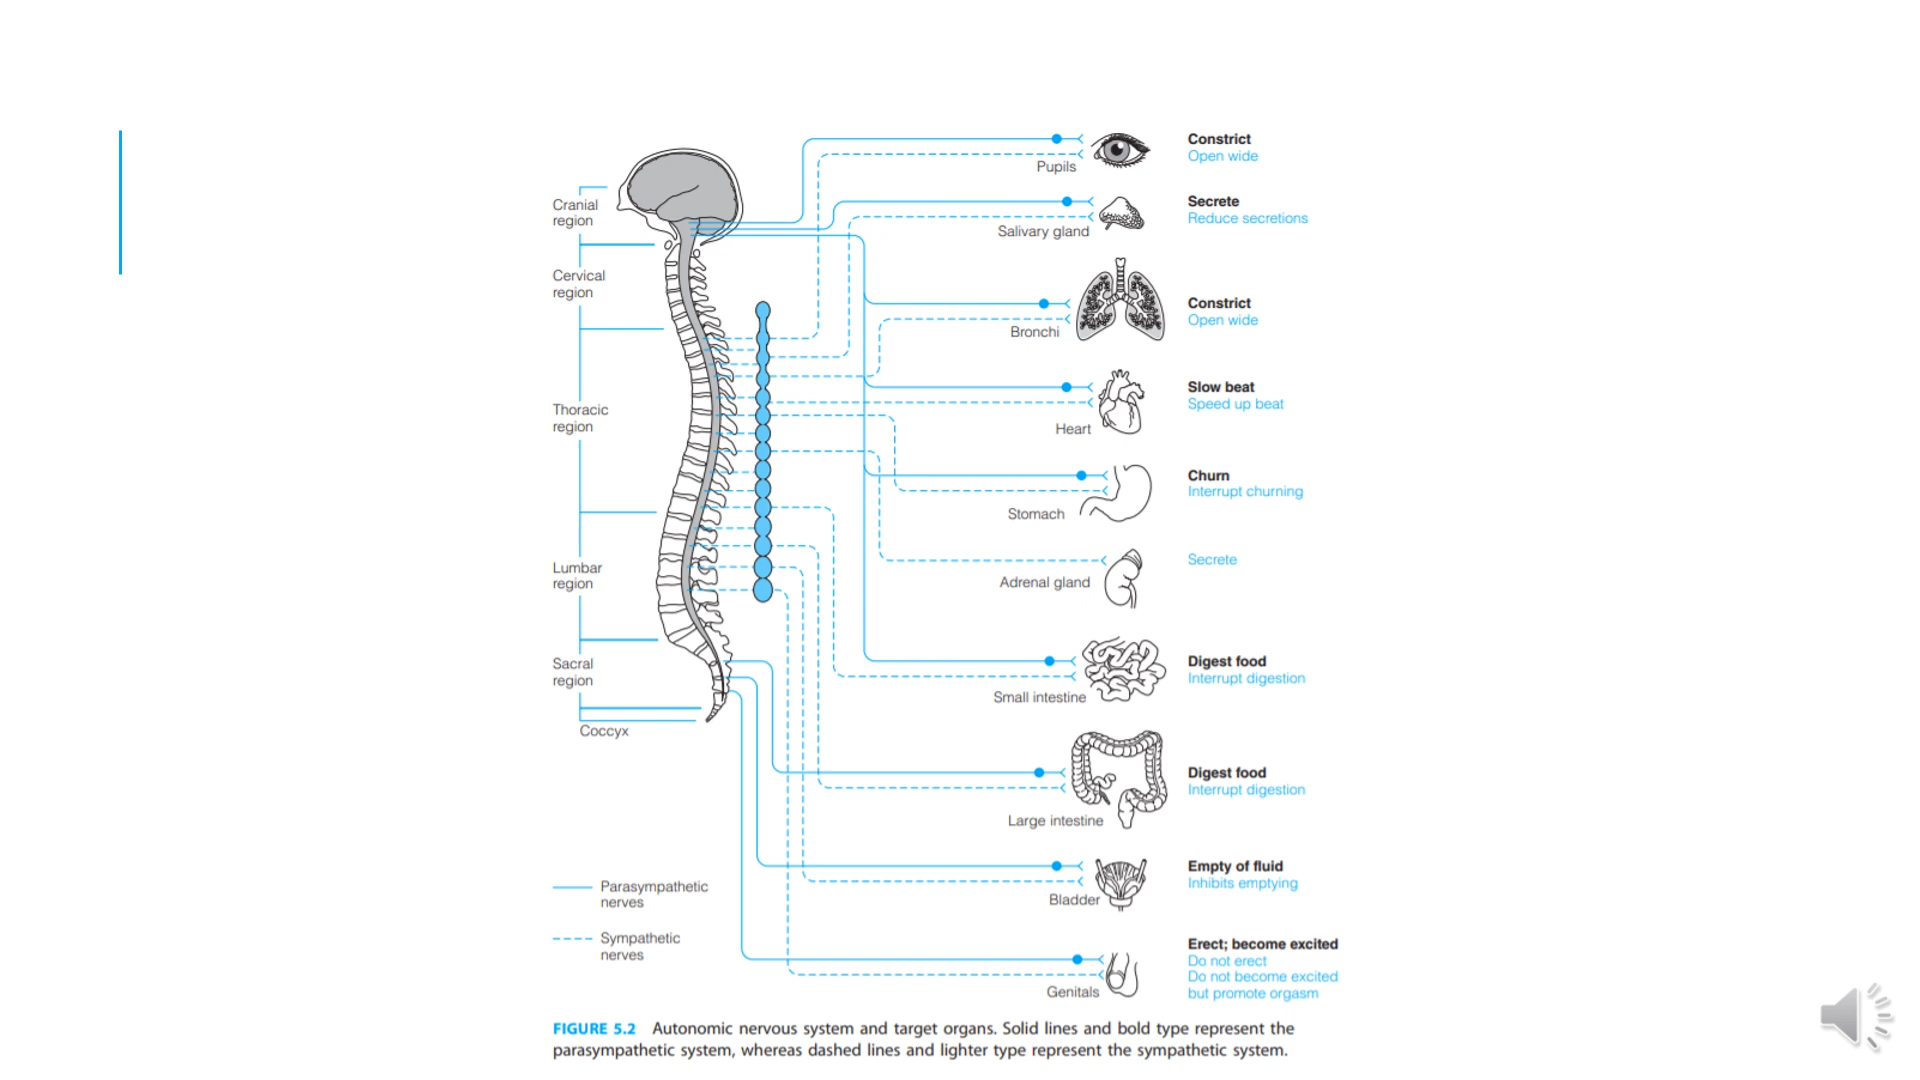 Constrict
Open wide
Pupils
Cranial
region
Secrete
Reduce secretions
Salivary gland
Cervical
region
Constrict
Open wide
Bronchi
Slow beat
Speed up beat
Thoracic
region
Heart
Churn
Interrupt churning
Stomach
Secrete
Lumbar
region
Adrenal gland
Sacral
region
Digest food
Interrupt digestion
Small intestine
Coccyx
Digest food
Interrupt digestion
Large intestine
Empty of fluid
Inhibits emptying
Bladder
Parasympathetic
nerves
Sympathetic
nerves
Erect; become excited
Do not erect
Do not become excited
but promote orgasm
Genitals
FIGURE 5.2 Autonomic nervous system and target organs. Solid lines and bold type represent the
parasympathetic system, whereas dashed lines and lighter type represent the sympathetic system.